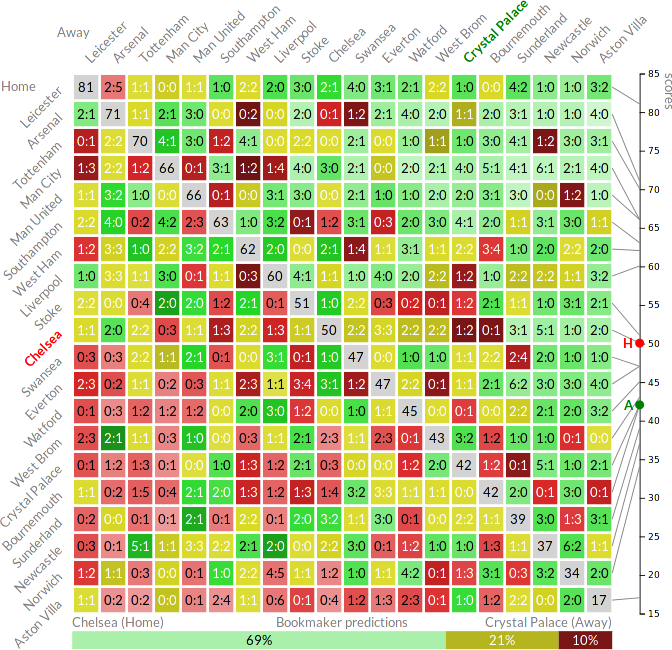 Away
Leicester Arsenal Tottenham Man City Man United Southampton West Ham Liverpool Stoke Chelsea Swansea Everton Watford West Brom Crystal Palace Bournemouth Sunderland Newcastle Norwich Aston Villa
Home
Leicester 81 2:5 1:1 0:0 1:1 1:0 2:2 2:0 3:0 2:1 4:0 3:1 2:1 2:2 1:0 0:0 4:2 1:0 1:0 3:2
Arsenal 2:1 71 1:1 2:1 3:0 0:0 0:2 0:0 2:0 0:1 1:2 2:1 4:0 2:0 1:1 2:0 3:1 1:0 1:0 4:0
Tottenham 0:1 2:2 70 4:1 3:0 1:2 4:1 0:0 2:2 0:0 2:1 0:0 1:0 1:1 1:0 3:0 4:1 1:2 3:0 3:1
Man City 1:3 2:2 1:2 66 0:1 3:1 1:2 1:4 4:0 3:0 2:1 0:0 2:0 2:1 4:0 5:1 4:1 6:1 2:1 4:0
Man United 1:1 3:2 1:0 0:0 66 0:1 0:0 3:1 3:0 0:0 2:1 1:0 1:0 2:0 2:0 3:1 3:0 0:0 1:2 1:0
Southampton 2:2 4:0 0:2 4:2 2:3 63 1:0 3:2 0:1 1:2 3:1 0:3 2:0 3:0 4:1 2:0 1:1 3:1 3:0 1:1
West Ham 1:2 3:3 1:0 2:2 3:2 2:1 62 2:0 0:0 2:1 1:4 1:1 3:1 1:1 2:2 3:4 1:0 2:0 2:2 2:0
Liverpool 1:0 3:3 1:1 3:0 0:1 1:1 0:3 60 4:1 1:1 1:0 4:0 2:0 2:2 1:2 1:0 2:2 2:2 1:1 3:2
Stoke 2:2 0:0 0:4 2:0 2:0 1:2 2:1 0:1 51 1:0 2:2 0:3 0:2 0:1 1:2 2:1 1:1 1:0 3:1 2:1
Chelsea 1:1 2:0 2:2 0:3 1:1 1:3 2:2 1:3 1:1 50 2:2 3:3 2:2 2:2 1:2 0:1 3:1 5:1 1:0 2:0
Swansea 0:3 0:3 2:2 1:1 2:1 0:1 0:0 3:1 0:1 1:0 47 0:0 1:0 1:0 1:1 2:2 2:4 2:0 1:0 1:0
Everton 2:3 0:2 1:1 0:2 0:3 1:1 2:3 1:1 3:4 3:1 1:2 47 2:2 0:1 1:1 2:1 6:2 3:0 3:0 4:0
Watford 0:1 0:3 1:2 1:2 1:2 0:0 2:0 3:0 1:2 0:0 1:0 1:1 45 0:0 0:1 0:0 2:2 2:1 2:0 3:2
West Brom 2:3 2:1 1:1 0:3 1:0 0:0 0:3 1:1 2:1 2:3 1:1 2:3 0:1 43 3:2 1:2 1:0 1:0 0:1 0:0
Crystal Palace 0:1 1:2 1:3 0:1 0:0 1:0 1:3 1:2 2:1 0:3 0:0 0:0 1:2 2:0 42 1:2 0:1 5:1 1:0 2:1
Bournemouth 1:1 0:2 1:5 0:4 2:1 2:0 1:3 1:2 1:3 1:4 3:2 3:3 1:1 1:1 0:0 42 2:0 0:1 3:0 0:1
Sunderland 0:2 0:0 0:1 0:1 2:1 0:1 2:2 0:1 2:0 3:2 1:1 3:0 0:1 0:0 2:2 1:1 39 3:0 1:3 3:1
Newcastle 0:3 0:1 5:1 1:1 3:3 2:2 2:1 2:0 0:0 2:2 3:0 0:1 1:2 1:0 1:0 1:3 1:1 37 6:2 1:1
Norwich 1:2 1:1 0:3 0:0 0:1 1:0 2:2 4:5 1:1 1:2 1:0 1:1 4:2 0:1 1:3 3:1 0:3 3:2 34 2:0
Aston Villa 1:1 0:2 0:2 0:0 0:1 2:4 1:1 0:6 0:1 0:4 1:2 1:3 2:3 0:1 1:0 1:2 2:2 0:0 2:0 17
scores
85
80
75
70
65
60
55
H 50
45
A
40
35
30
25
20
15
Chelsea (Home) Bookmaker predictions Crystal Palace (Away)
69% 21% 10%